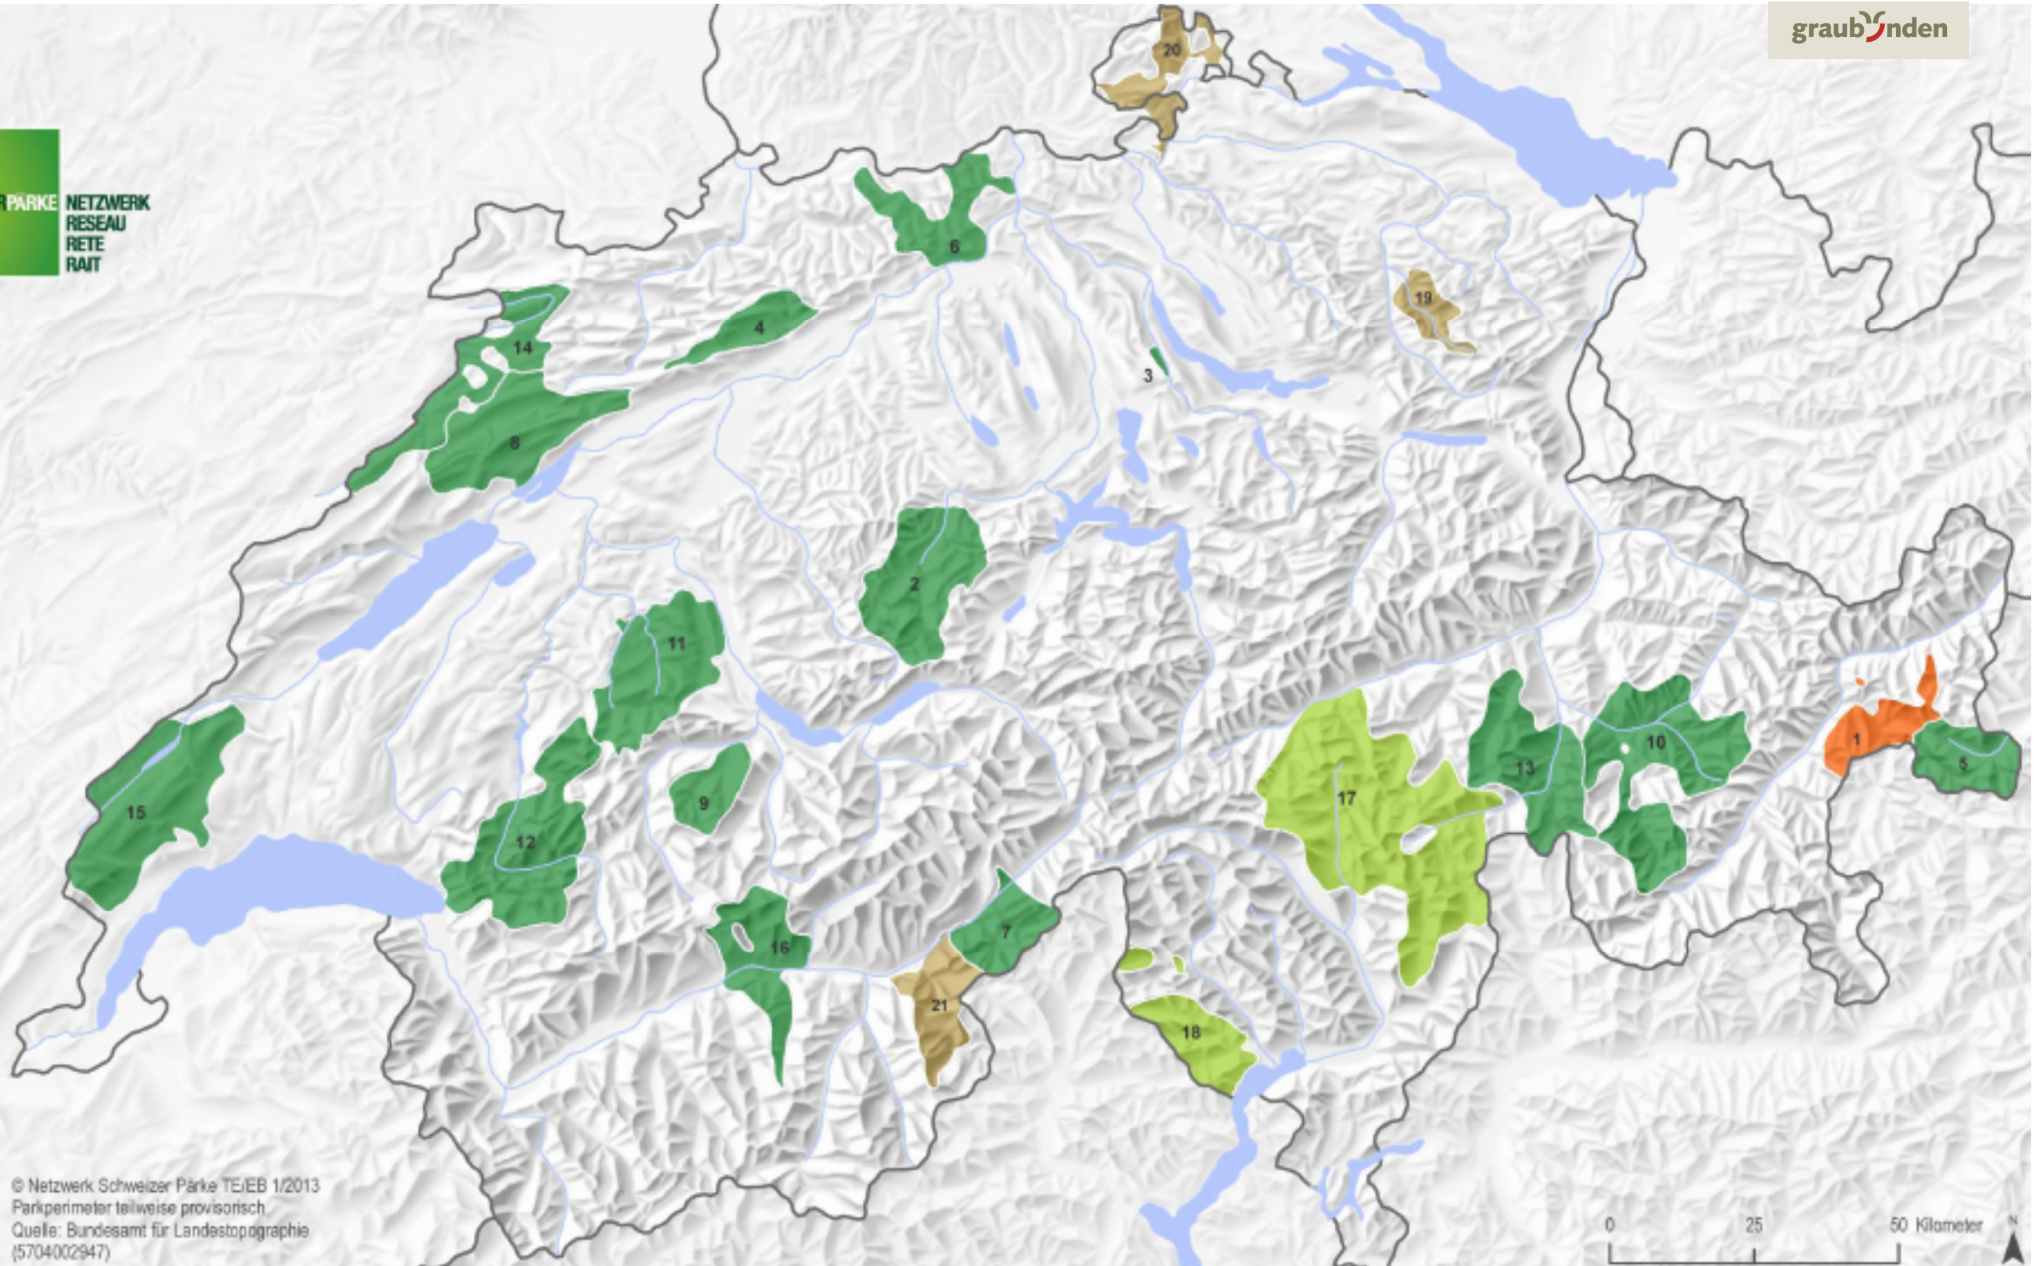 graubünden
RPÄRKE NETZWERK
RESEAU
RETE
RAIT
20
6
19
4
14
3
8
2
11
1
10
5
13
17
15
9
12
7
16
21
18
© Netzwerk Schweizer Pärke TE/EB 1/2013
Parkperimeter teilweise provisorisch
Quelle: Bundesamt für Landestopographie
(5704002947)
0 25 50 Kilometer
N